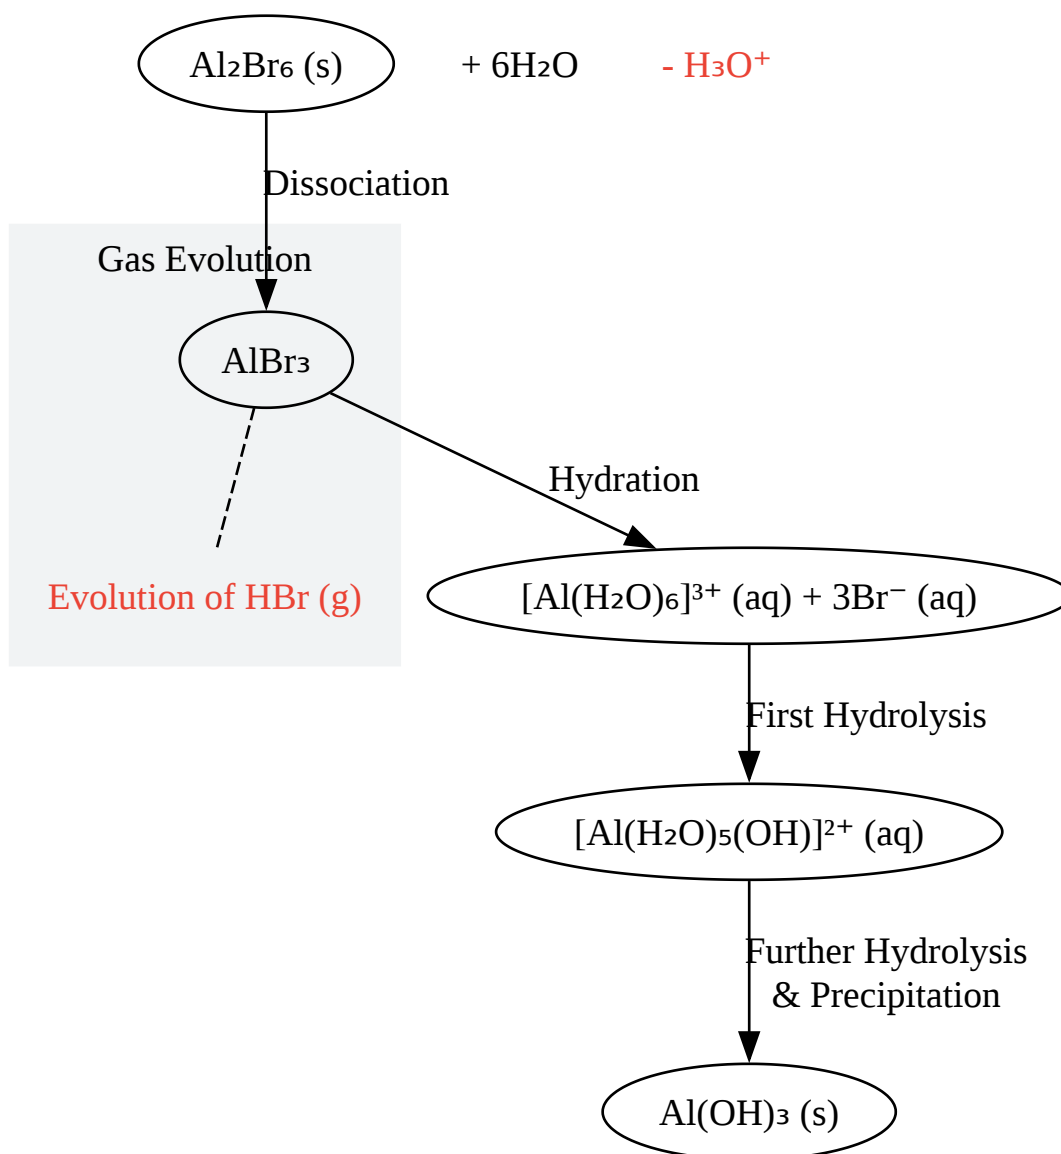 Al₂Br₆ (s)
+ 6H₂O
- H₃O⁺
Dissociation
Gas Evolution
AlBr₃
Hydration
Evolution of HBr (g)
[Al(H₂O)₆]³⁺ (aq) + 3Br⁻ (aq)
First Hydrolysis
[Al(H₂O)₅(OH)]²⁺ (aq)
Further Hydrolysis
& Precipitation
Al(OH)₃ (s)